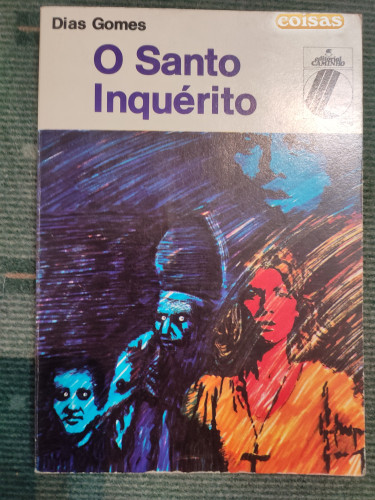 Dias Gomes
coisas
O Santo
Inquérito
editorial
CAMINHO